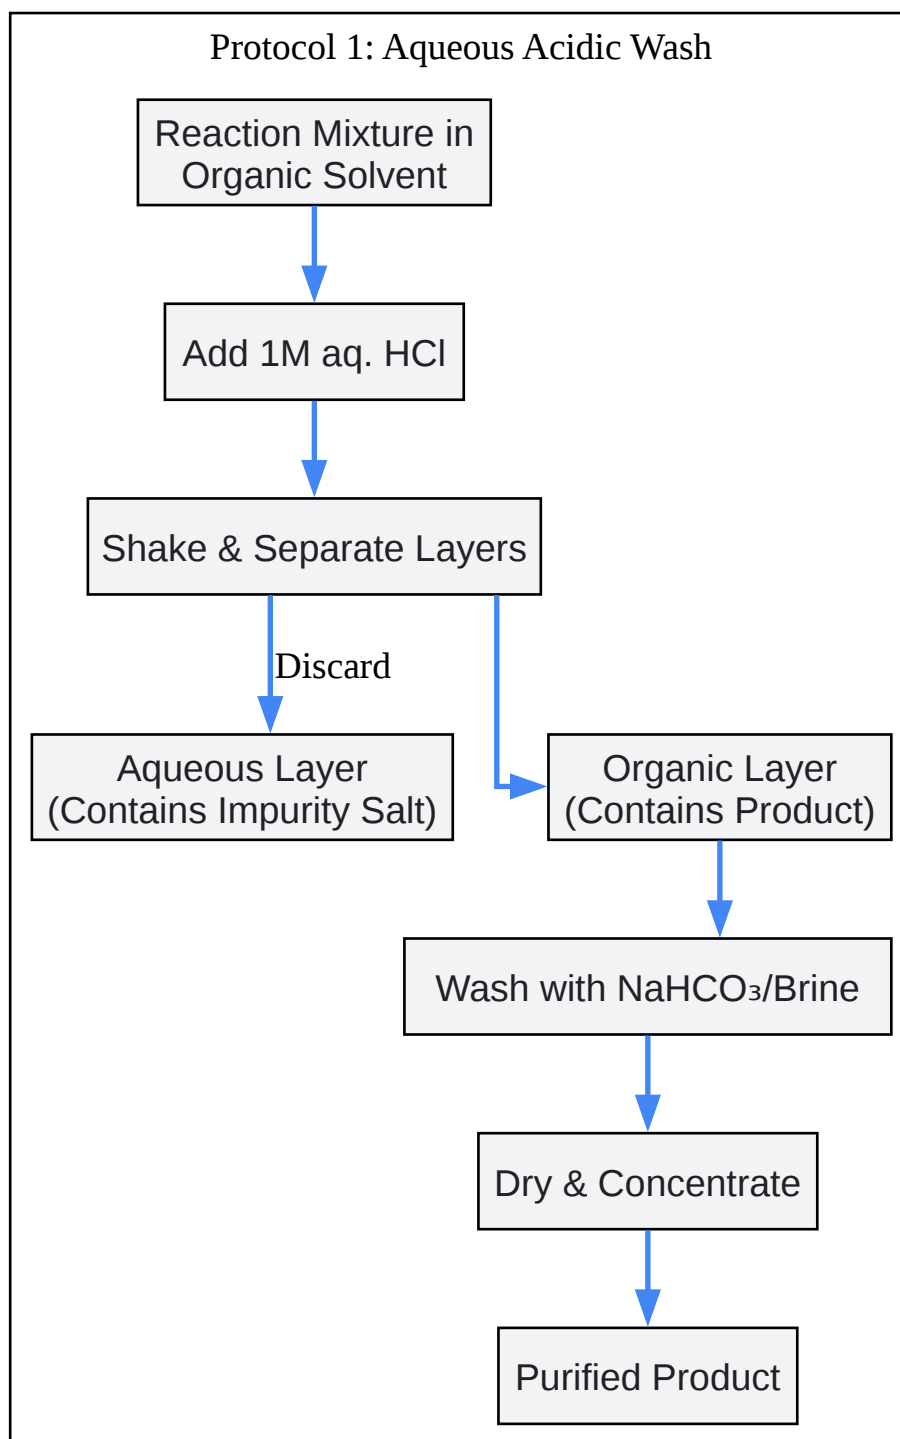 Protocol 1: Aqueous Acidic Wash
Reaction Mixture in
Organic Solvent
Add 1M aq. HCl
Shake & Separate Layers
Discard
Aqueous Layer
(Contains Impurity Salt)
Organic Layer
(Contains Product)
Wash with NaHCO₃/Brine
Dry & Concentrate
Purified Product